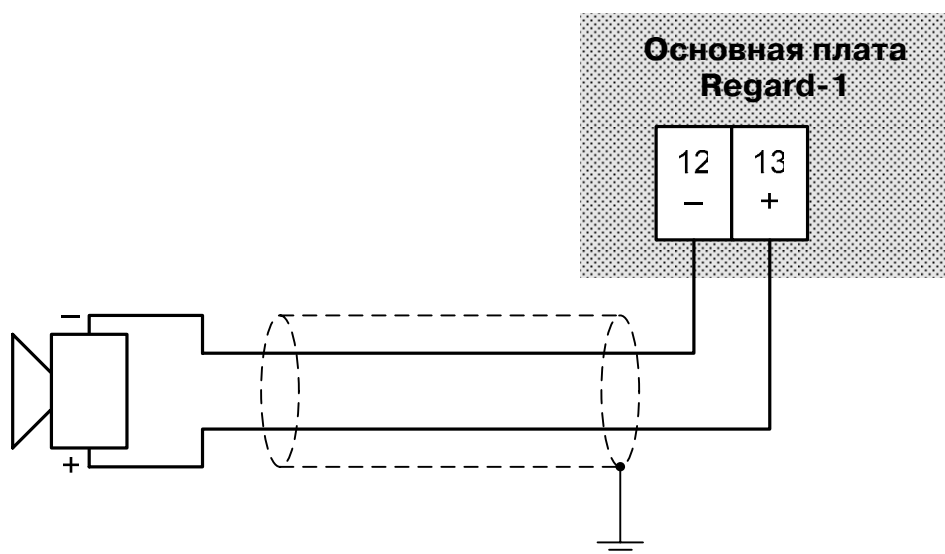 Основная плата
Regard-1
12 13
– +
–
+